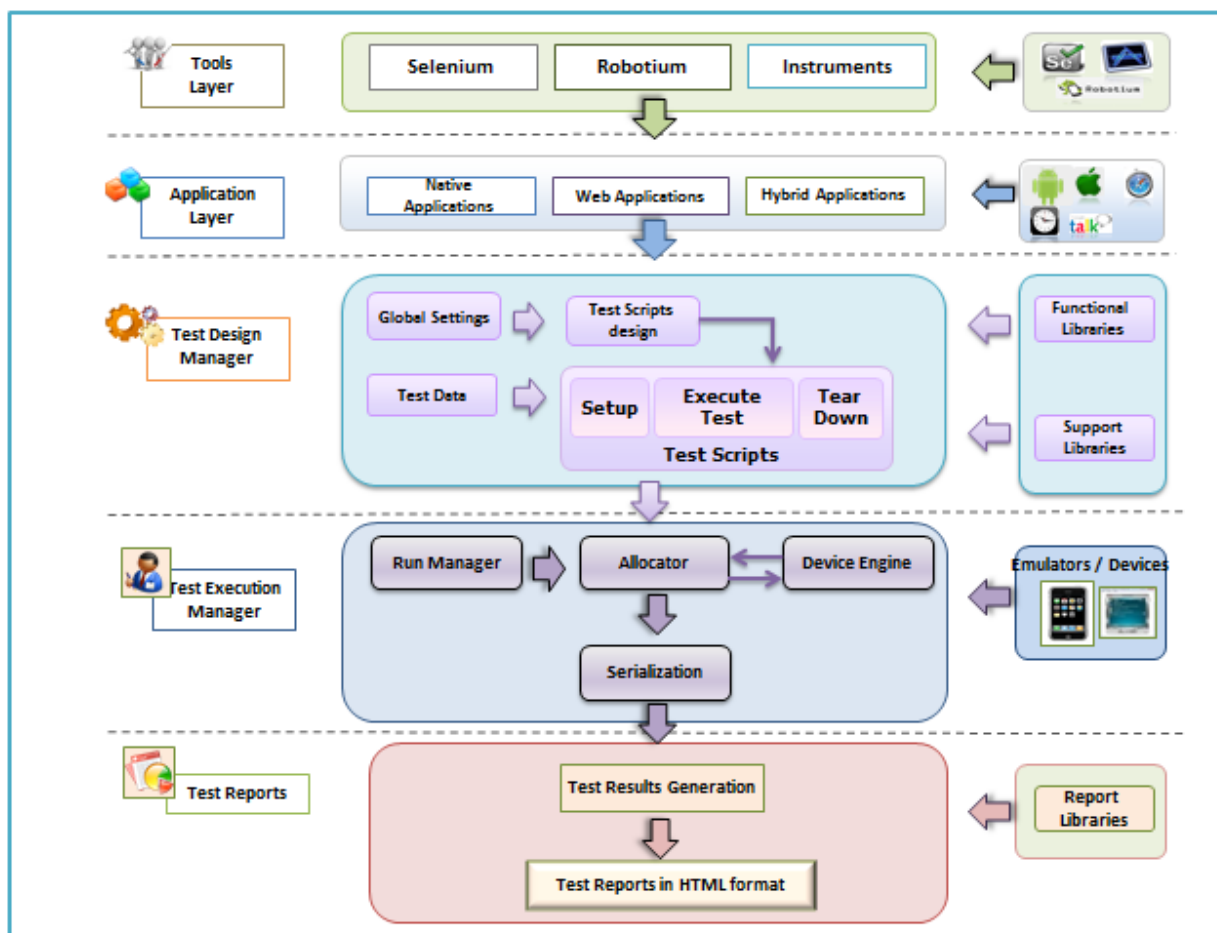 Tools
Layer
Selenium
Robotium
Instruments
Se
Robotium
Application
Layer
Native
Applications
Web Applications
Hybrid Applications
talk
Test Design
Manager
Global Settings
Test Scripts
design
Functional
Libraries
Test Data
Setup
Execute
Test
Tear
Down
Test Scripts
Support
Libraries
Test Execution
Manager
Run Manager
Allocator
Device Engine
Emulators / Devices
Serialization
Test Reports
Test Results Generation
Report
Libraries
Test Reports in HTML format